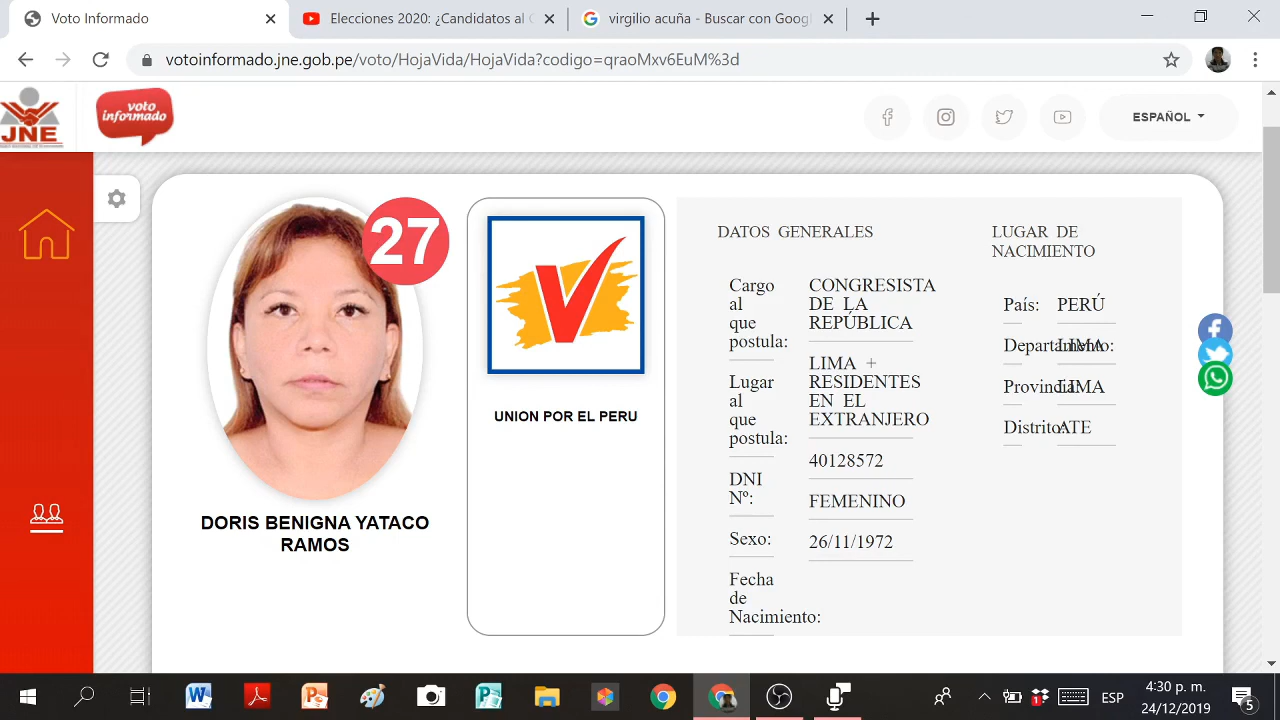 Voto Informado
Elecciones 2020: ¿Candidatos al
virgilio acuña - Buscar con Goog
votoinformado.jne.gob.pe/voto/HojaVida/HojaVida?codigo=qraoMxv6EuM%3d
JNE
voto
informado
ESPAÑOL
27
DORIS BENIGNA YATACO
RAMOS
UNION POR EL PERU
DATOS GENERALES
Cargo
al
que
postula:
CONGRESISTA
DE LA
REPÚBLICA
Lugar
al
que
postula:
LIMA +
RESIDENTES
EN EL
EXTRANJERO
DNI
Nº:
40128572
Sexo:
FEMENINO
Fecha
de
Nacimiento:
26/11/1972
LUGAR DE
NACIMIENTO
País: PERÚ
Departamento: LIMA
Provincia: LIMA
Distrito: ATE
ESP
4:30 p. m.
24/12/2019
5